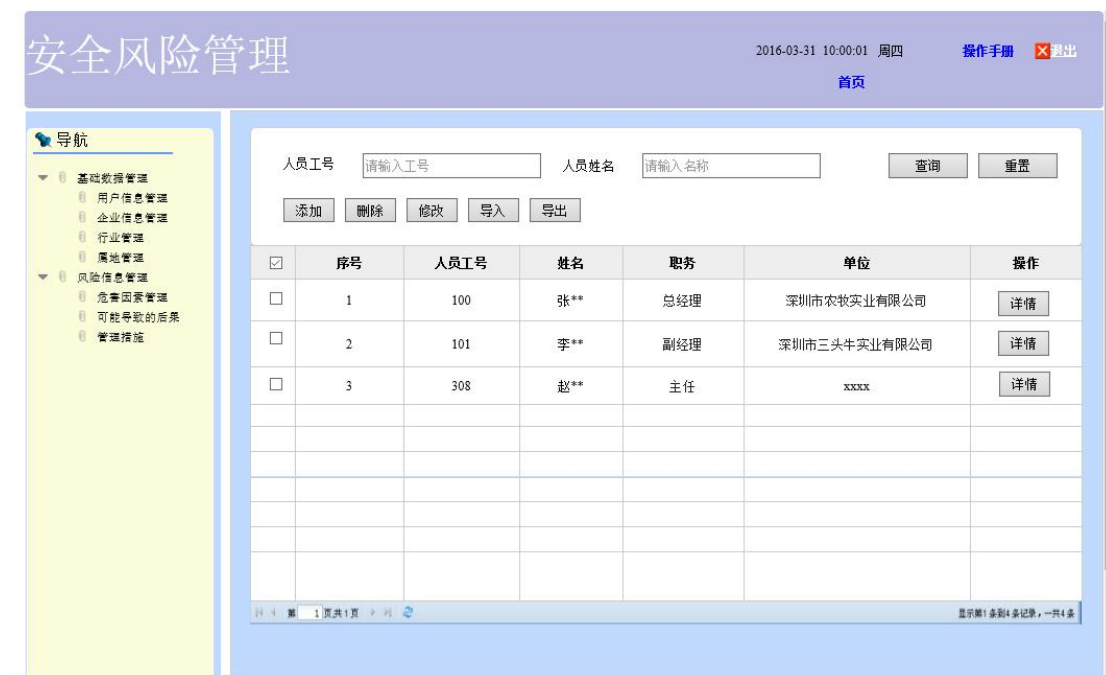 安全风险管理
2016-03-31 10:00:01 周四 操作手册 退出
首页
导航
基础数据管理
用户信息管理
企业信息管理
行业管理
属地管理
风险信息管理
危害因素管理
可能导致的后果
管理措施
人员工号 请输入工号 人员姓名 请输入名称 查询 重置
添加 删除 修改 导入 导出
序号 人员工号 姓名 职务 单位 操作
1 100 张** 总经理 深圳市农牧实业有限公司 详情
2 101 李** 副经理 深圳市三头牛实业有限公司 详情
3 308 赵** 主任 xxxx 详情
第 1 页共1页 显示第1条到4条记录，一共4条